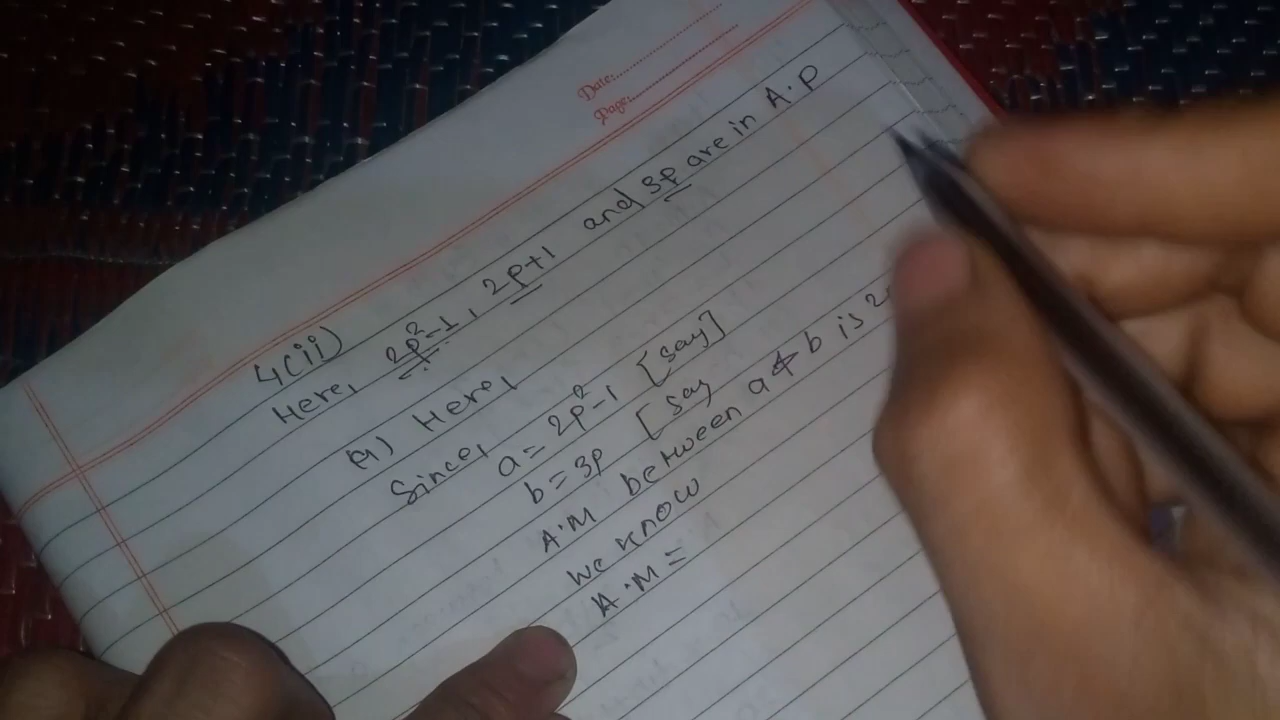 Date:
Page:
4(ii)
Here, 2p²-1, 2p+1 and 3p are in A.P
Here,
Since,
a = 2p²-1 [say]
b = 3p [say
A.M between a & b is 2
we know
A.M =